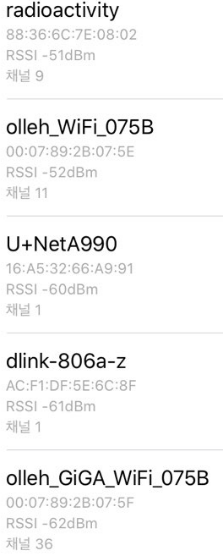 radioactivity
88:36:6C:7E:08:02
RSSI -51dBm
채널 9
olleh_WiFi_075B
00:07:89:2B:07:5E
RSSI -52dBm
채널 11
U+NetA990
16:A5:32:66:A9:91
RSSI -60dBm
채널 1
dlink-806a-z
AC:F1:DF:5E:6C:8F
RSSI -61dBm
채널 1
olleh_GiGA_WiFi_075B
00:07:89:2B:07:5F
RSSI -62dBm
채널 36